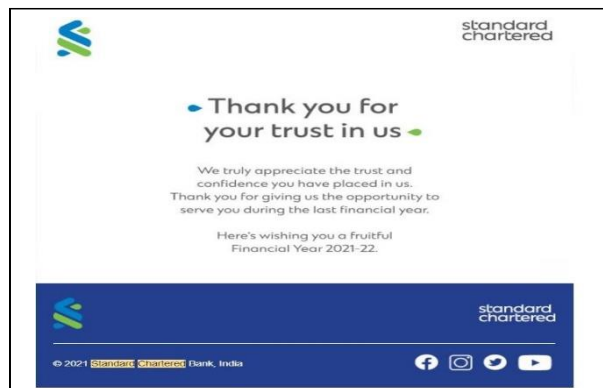 standard
chartered
Thank you for
your trust in us
We truly appreciate the trust and
confidence you have placed in us.
Thank you for giving us the opportunity to
serve you during the last financial year.
Here's wishing you a fruitful
Financial Year 2021-22.
standard
chartered
© 2021 Standard Chartered Bank, India